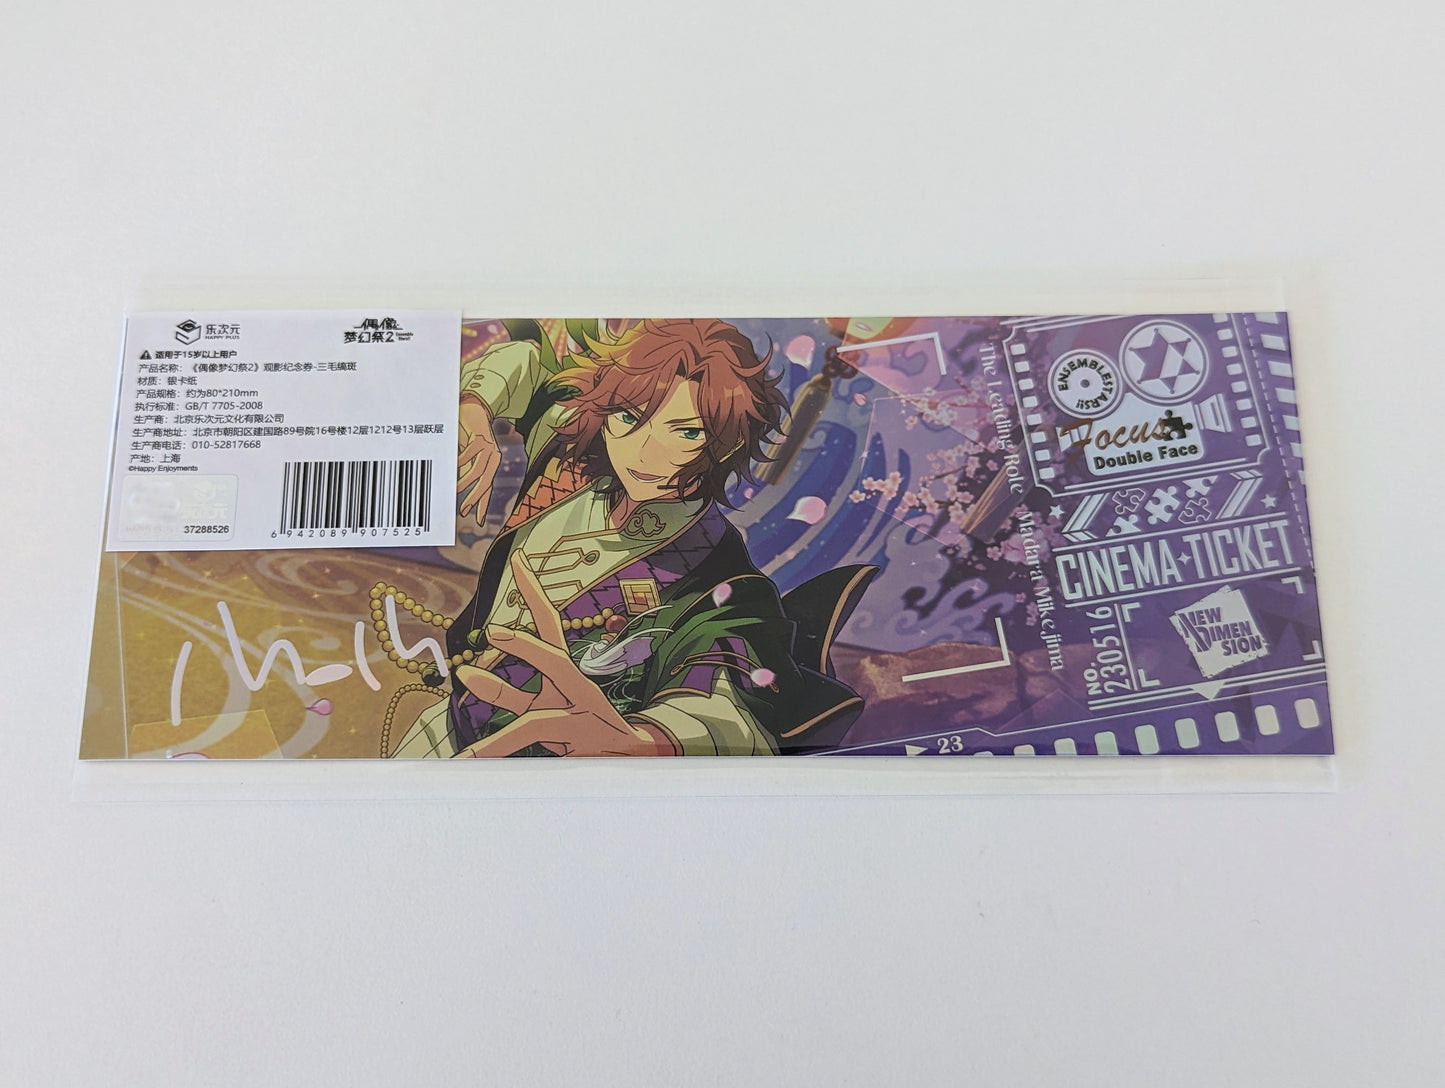 乐次元
HAPPY PLUS
偶像
梦幻祭2
Ensemble Stars!!
适用于15岁以上用户
产品名称：《偶像梦幻祭2》观影纪念券-三毛缟斑
材质：银卡纸
产品规格：约为80*210mm
执行标准：GB/T 7705-2008
生产商：北京乐次元文化有限公司
生产商地址：北京市朝阳区建国路89号院16号楼12层1212号13层跃层
生产商电话：010-52817668
产地：上海
©Happy Enjoyments
37288526
6 942089 907525
The Leading Role Madara Mikejima
ENSEMBLESTARS!!
Focus
Double Face
CINEMA TICKET
NO. 230516
NEW DIMENSION
23